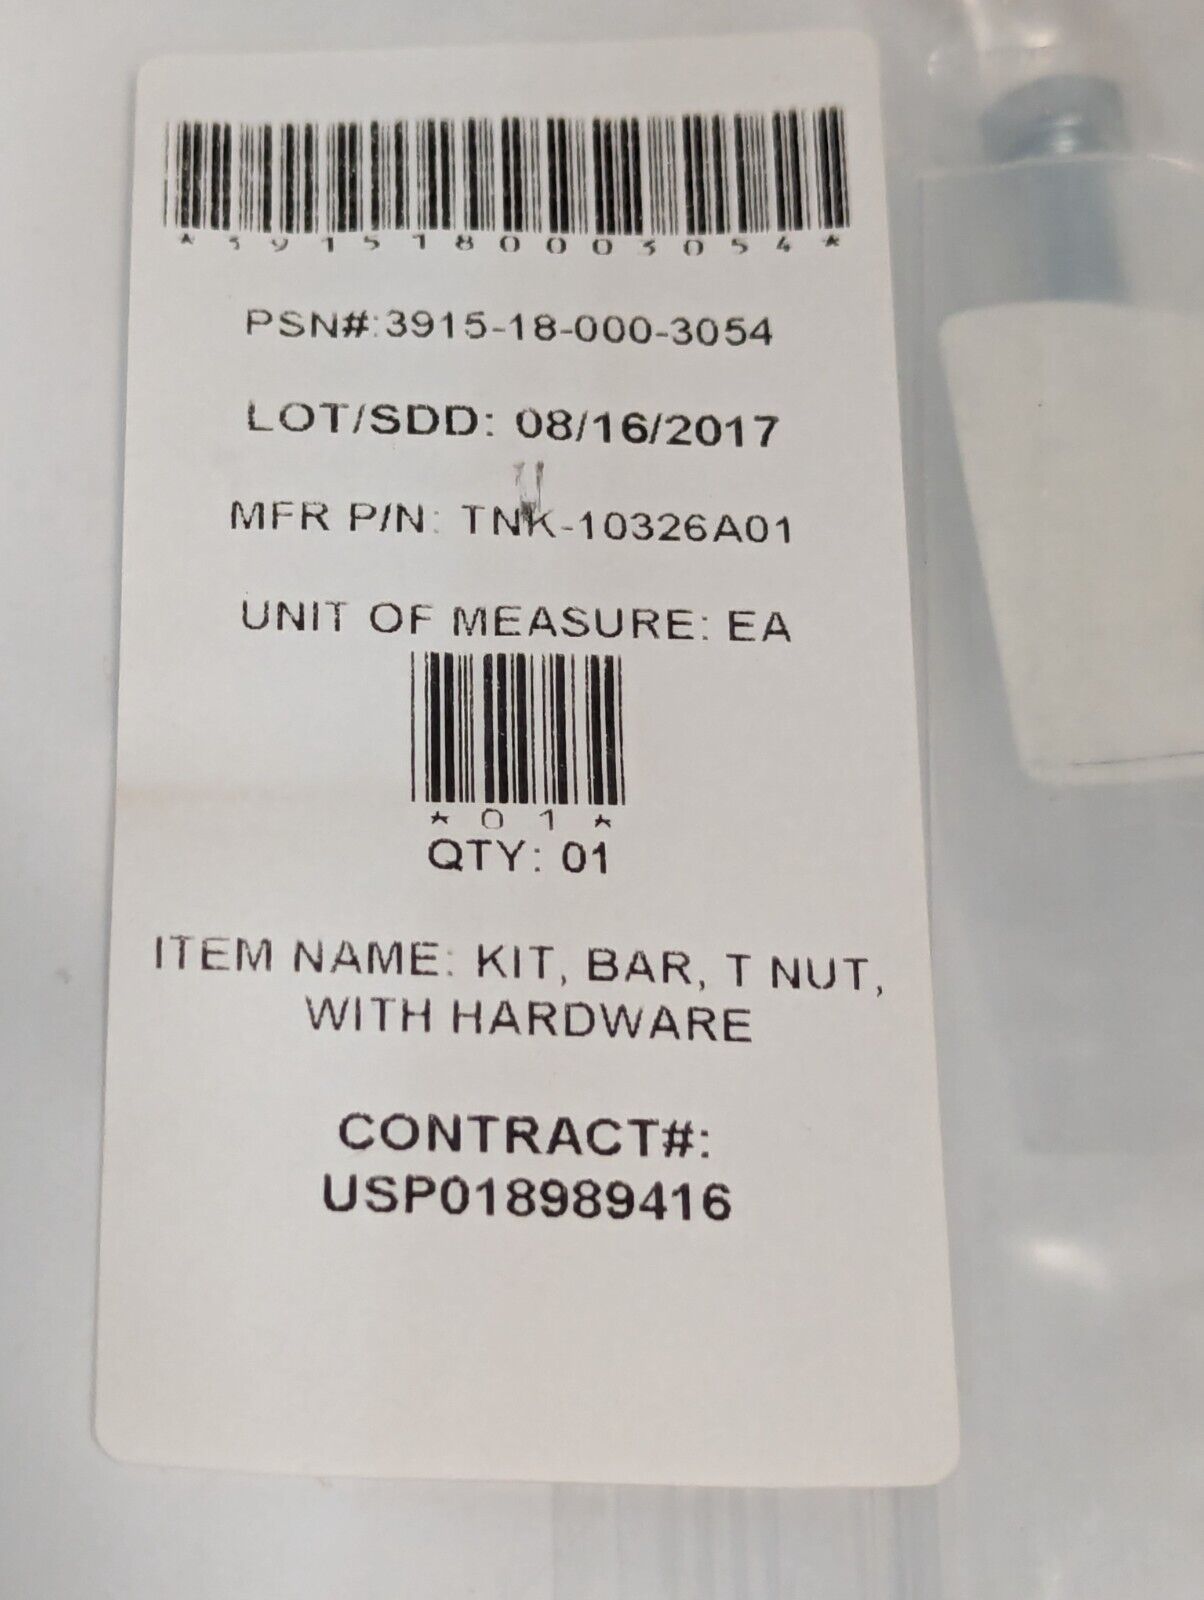 *3915180003054*
PSN#:3915-18-000-3054
LOT/SDD: 08/16/2017
MFR P/N: TNK-10326A01
UNIT OF MEASURE: EA
*01*
QTY: 01
ITEM NAME: KIT, BAR, T NUT,
WITH HARDWARE
CONTRACT#:
USP018989416